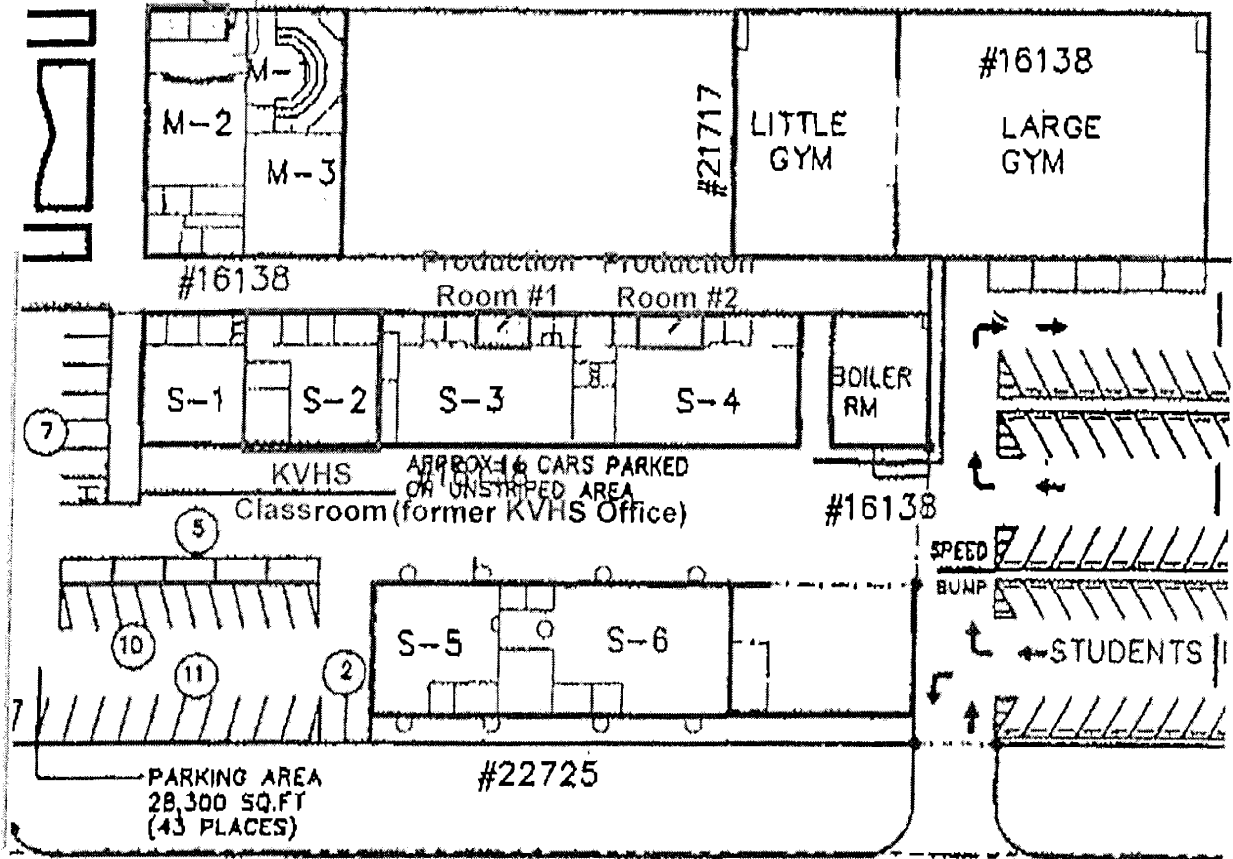 M-2
M-
M-3
#16138
#21717
LITTLE
GYM
#16138
LARGE
GYM
Production
Room #1
Production
Room #2
S-1
S-2
S-3
S-4
BOILER
RM
7
KVHS
APPROX 16 CARS PARKED
OR UNSTRIPED AREA
Classroom (former KVHS Office)
#16138
5
10
11
2
S-5
S-6
SPEED
BUMP
STUDENTS
7
#22725
PARKING AREA
28,300 SQ.FT
(43 PLACES)